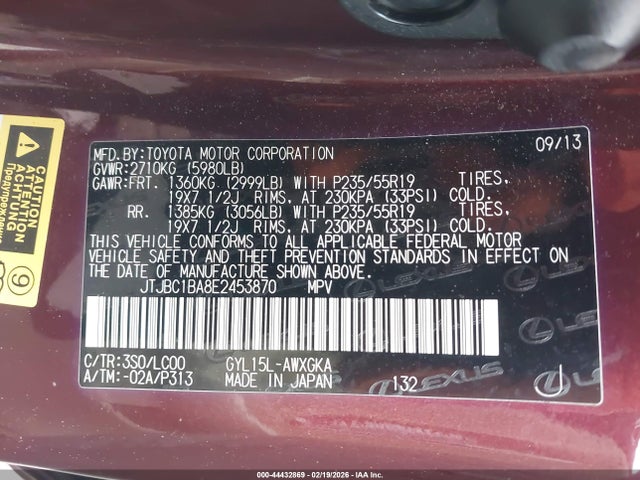 09/13
MFD.BY:TOYOTA MOTOR CORPORATION
GVWR:2710KG (5980LB)
GAWR:FRT. 1360KG (2999LB) WITH P235/55R19 TIRES,
19X7 1/2J RIMS, AT 230KPA (33PSI) COLD.
RR. 1385KG (3056LB) WITH P235/55R19 TIRES,
19X7 1/2J RIMS, AT 230KPA (33PSI) COLD.
THIS VEHICLE CONFORMS TO ALL APPLICABLE FEDERAL MOTOR
VEHICLE SAFETY AND THEFT PREVENTION STANDARDS IN EFFECT ON
THE DATE OF MANUFACTURE SHOWN ABOVE.
JTJBC1BA8E2453870 MPV
C/TR:3S0/LC00 GYL15L-AWXGKA
A/TM:-02A/P313 MADE IN JAPAN 132
LEXUS
ATTENTION
ACHTUNG
000-44432869 - 02/19/2026 - IAA Inc.